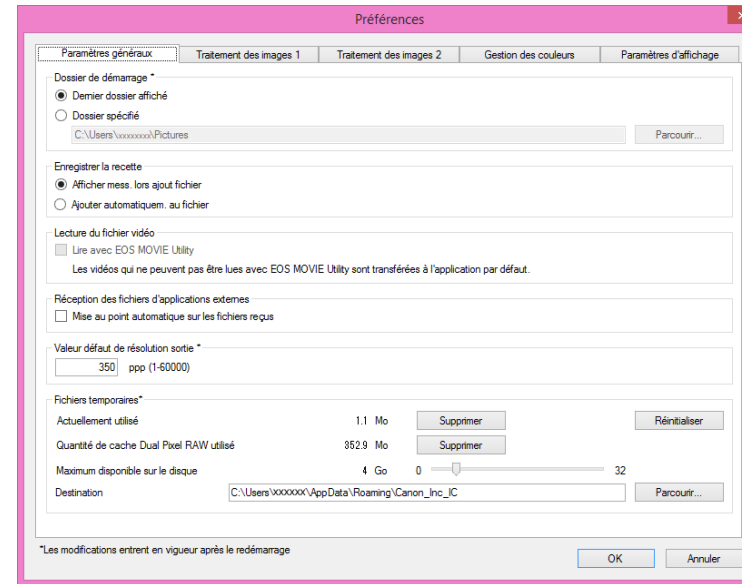 Préférences
Paramètres généraux Traitement des images 1 Traitement des images 2 Gestion des couleurs Paramètres d'affichage
Dossier de démarrage *
Dernier dossier affiché
Dossier spécifié
C:\Users\xxxxxxxx\Pictures Parcourir...
Enregistrer la recette
Afficher mess. lors ajout fichier
Ajouter automatiquem. au fichier
Lecture du fichier vidéo
Lire avec EOS MOVIE Utility
Les vidéos qui ne peuvent pas être lues avec EOS MOVIE Utility sont transférées à l'application par défaut.
Réception des fichiers d'applications externes
Mise au point automatique sur les fichiers reçus
Valeur défaut de résolution sortie *
350 ppp (1-60000)
Fichiers temporaires*
Actuellement utilisé 1.1 Mo Supprimer Réinitialiser
Quantité de cache Dual Pixel RAW utilisé 352.9 Mo Supprimer
Maximum disponible sur le disque 4 Go 0 32
Destination C:\Users\XXXXXX\AppData\Roaming\Canon_Inc_IC Parcourir...
*Les modifications entrent en vigueur après le redémarrage
OK Annuler